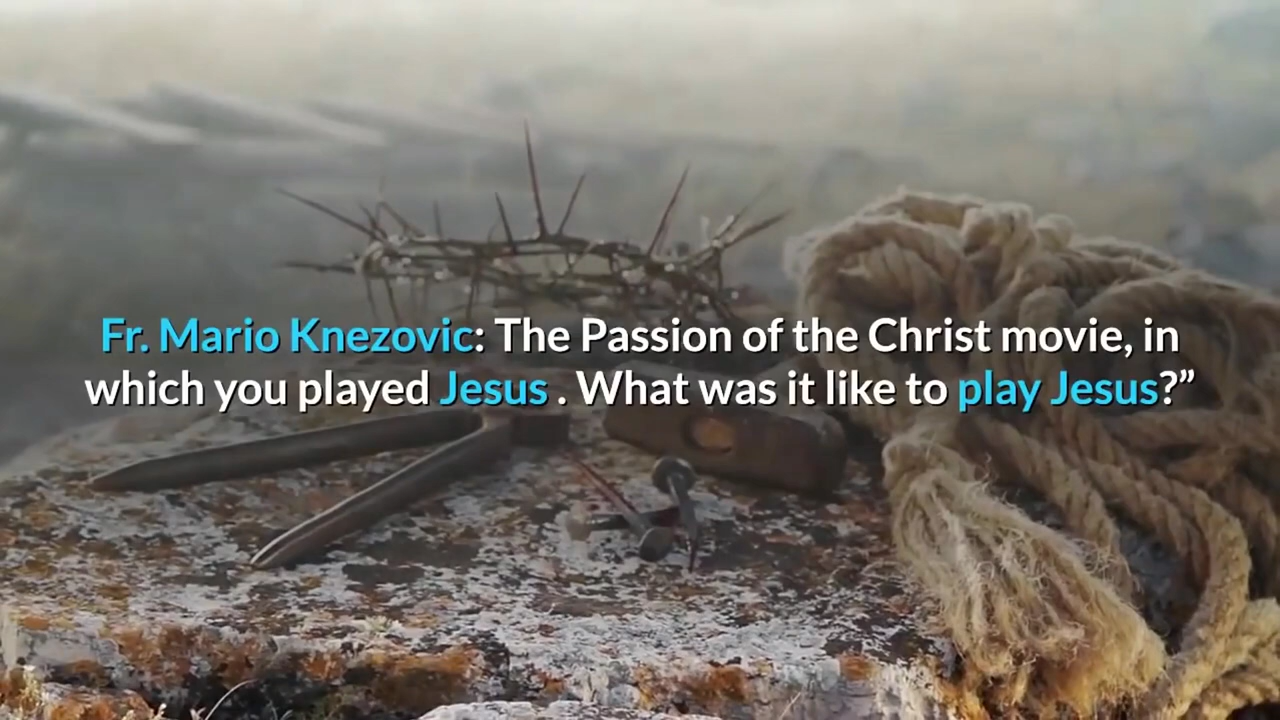 Fr. Mario Knezovic: The Passion of the Christ movie, in
which you played Jesus . What was it like to play Jesus?”